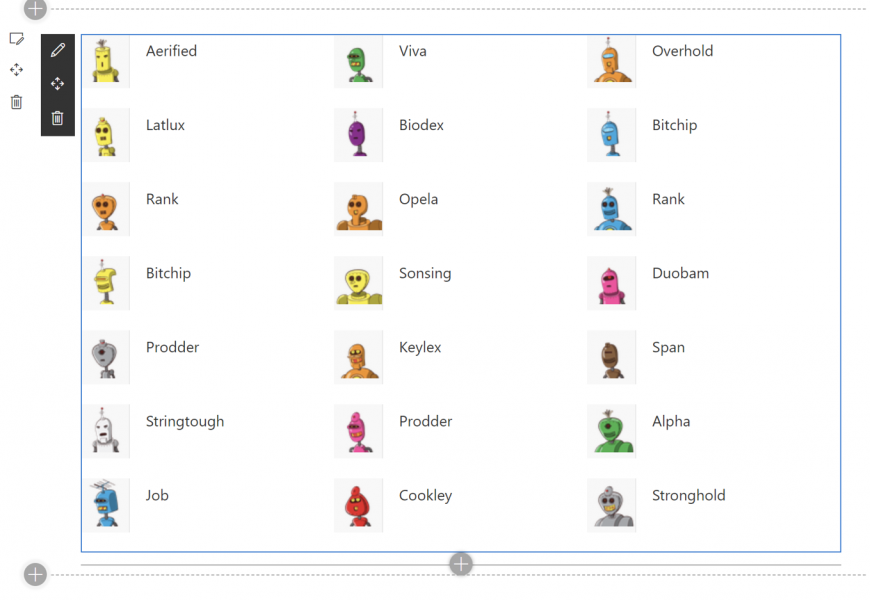 Aerified
Viva
Overhold
Latlux
Biodex
Bitchip
Rank
Opela
Rank
Bitchip
Sonsing
Duobam
Prodder
Keylex
Span
Stringtough
Prodder
Alpha
Job
Cookley
Stronghold